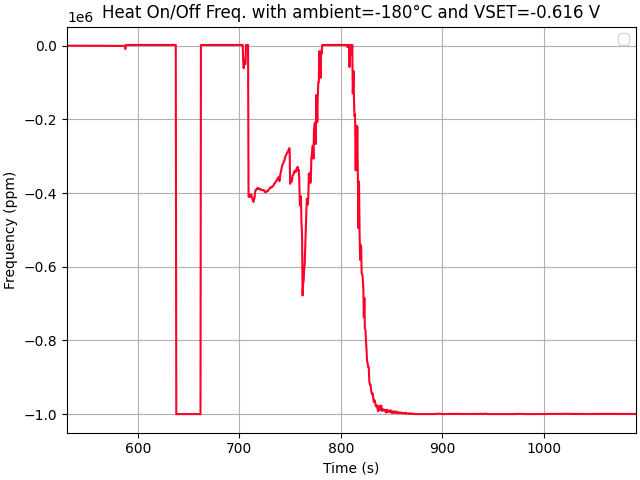 Heat On/Off Freq. with ambient=-180°C and VSET=-0.616 V
1e6
0.0
−0.2
−0.4
−0.6
−0.8
−1.0
Frequency (ppm)
600
700
800
900
1000
Time (s)